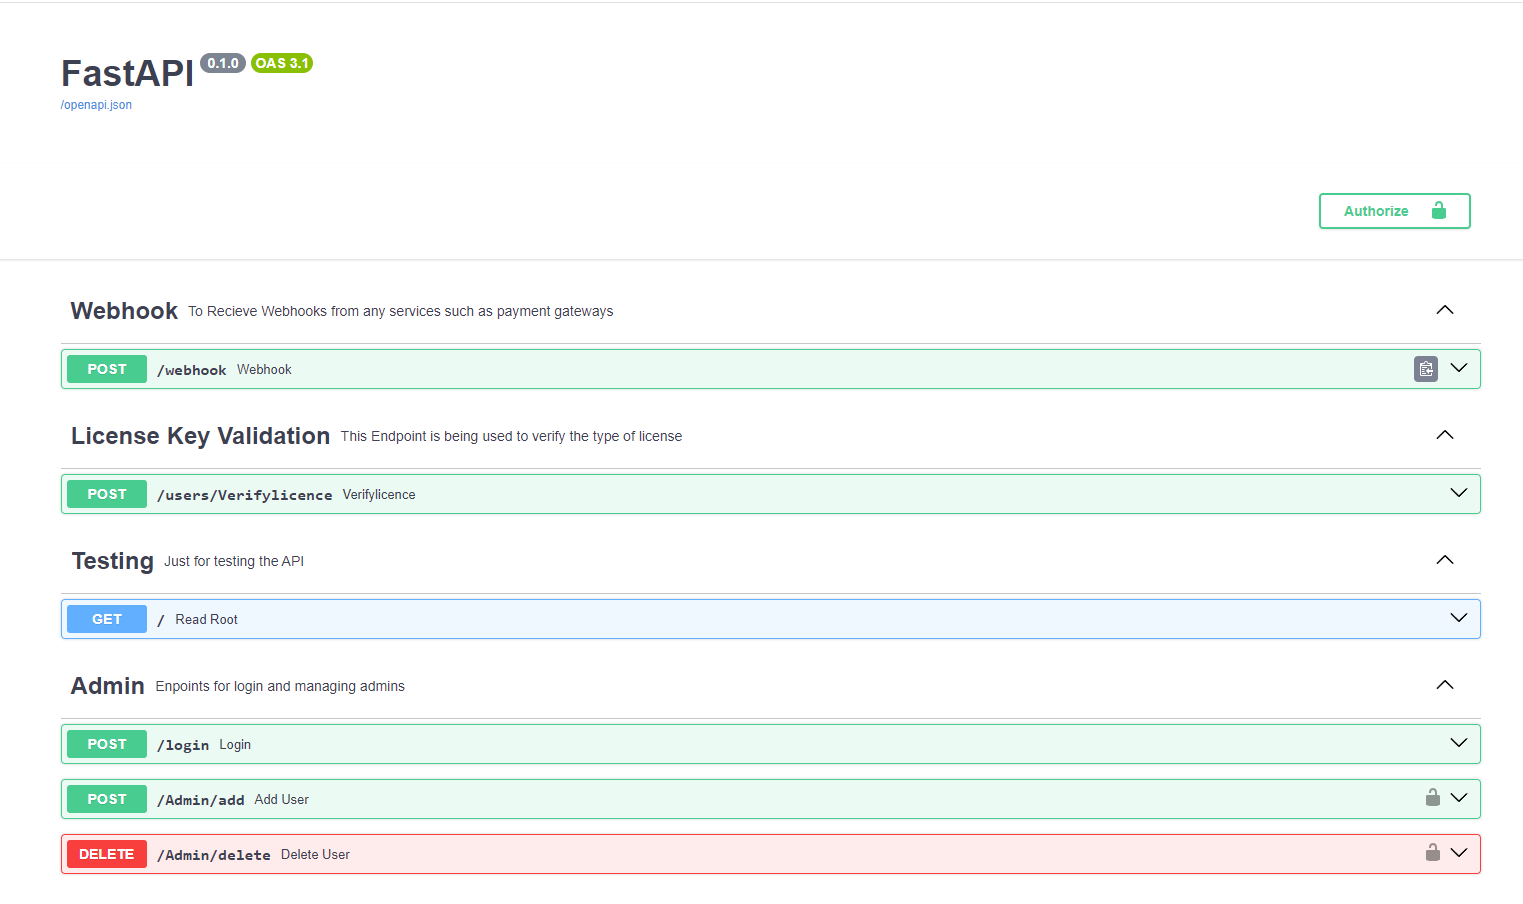 FastAPI 0.1.0 OAS 3.1
/openapi.json
Authorize
Webhook To Recieve Webhooks from any services such as payment gateways
POST /webhook Webhook
License Key Validation This Endpoint is being used to verify the type of license
POST /users/Verifylicence Verifylicence
Testing Just for testing the API
GET / Read Root
Admin Enpoints for login and managing admins
POST /login Login
POST /Admin/add Add User
DELETE /Admin/delete Delete User